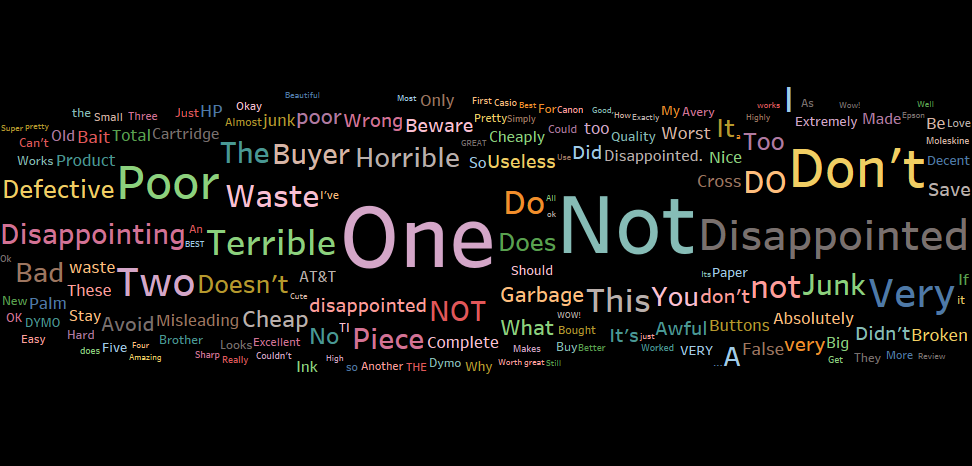 Beautiful
Okay Most Only First Casio Best For Canon Good How Exactly My Avery works I As Wow! Well
the Small Three Just HP Almost junk poor Wrong Beware Pretty Simply Highly Extremely Made Epson Be Love
Super pretty Can't Old Bait Total Cartridge GREAT Cheaply Could too Quality Worst It a Too Moleskine
Works Product The Buyer Horrible So Useless Use Did Disappointed. Nice Don't Decent
Defective Poor Waste I've Do All ok Cross DO Save
Disappointing An BEST Terrible One Does Not Disappointed
Ok Bad waste These Two Doesn't Cute AT&T Should Its Paper If
New Palm disappointed NOT Garbage This You don't not Junk Very it
OK DYMO Stay Avoid Misleading Cheap TI WOW! Absolutely
Easy Hard does Five Four Amazing Brother No Piece Complete What Bought It's just Awful Buttons Didn't Broken
Sharp Looks Excellent Really Couldn't Makes Buy Better Worked VERY A False very Big
Ink High so Another THE Dymo Why Worth great Still ... Get They More Review